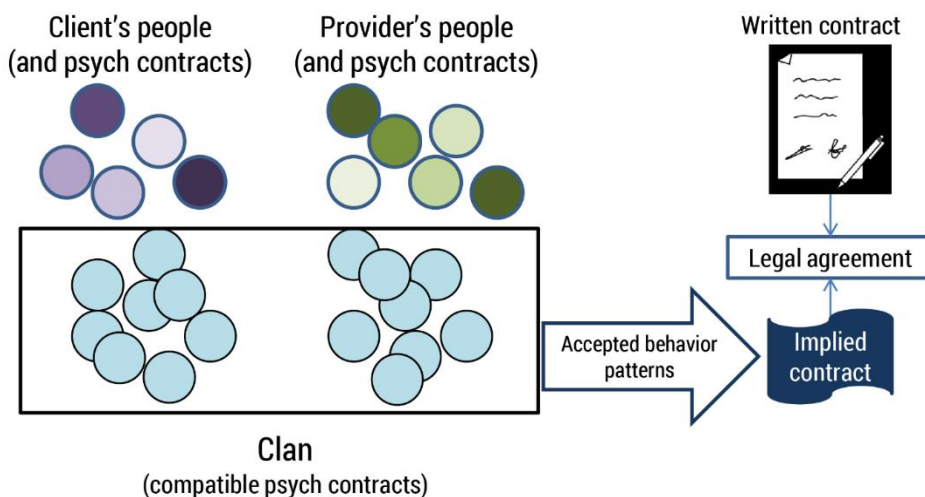 Client's people
(and psych contracts)
Provider's people
(and psych contracts)
Written contract
Legal agreement
Accepted behavior
patterns
Implied
contract
Clan
(compatible psych contracts)